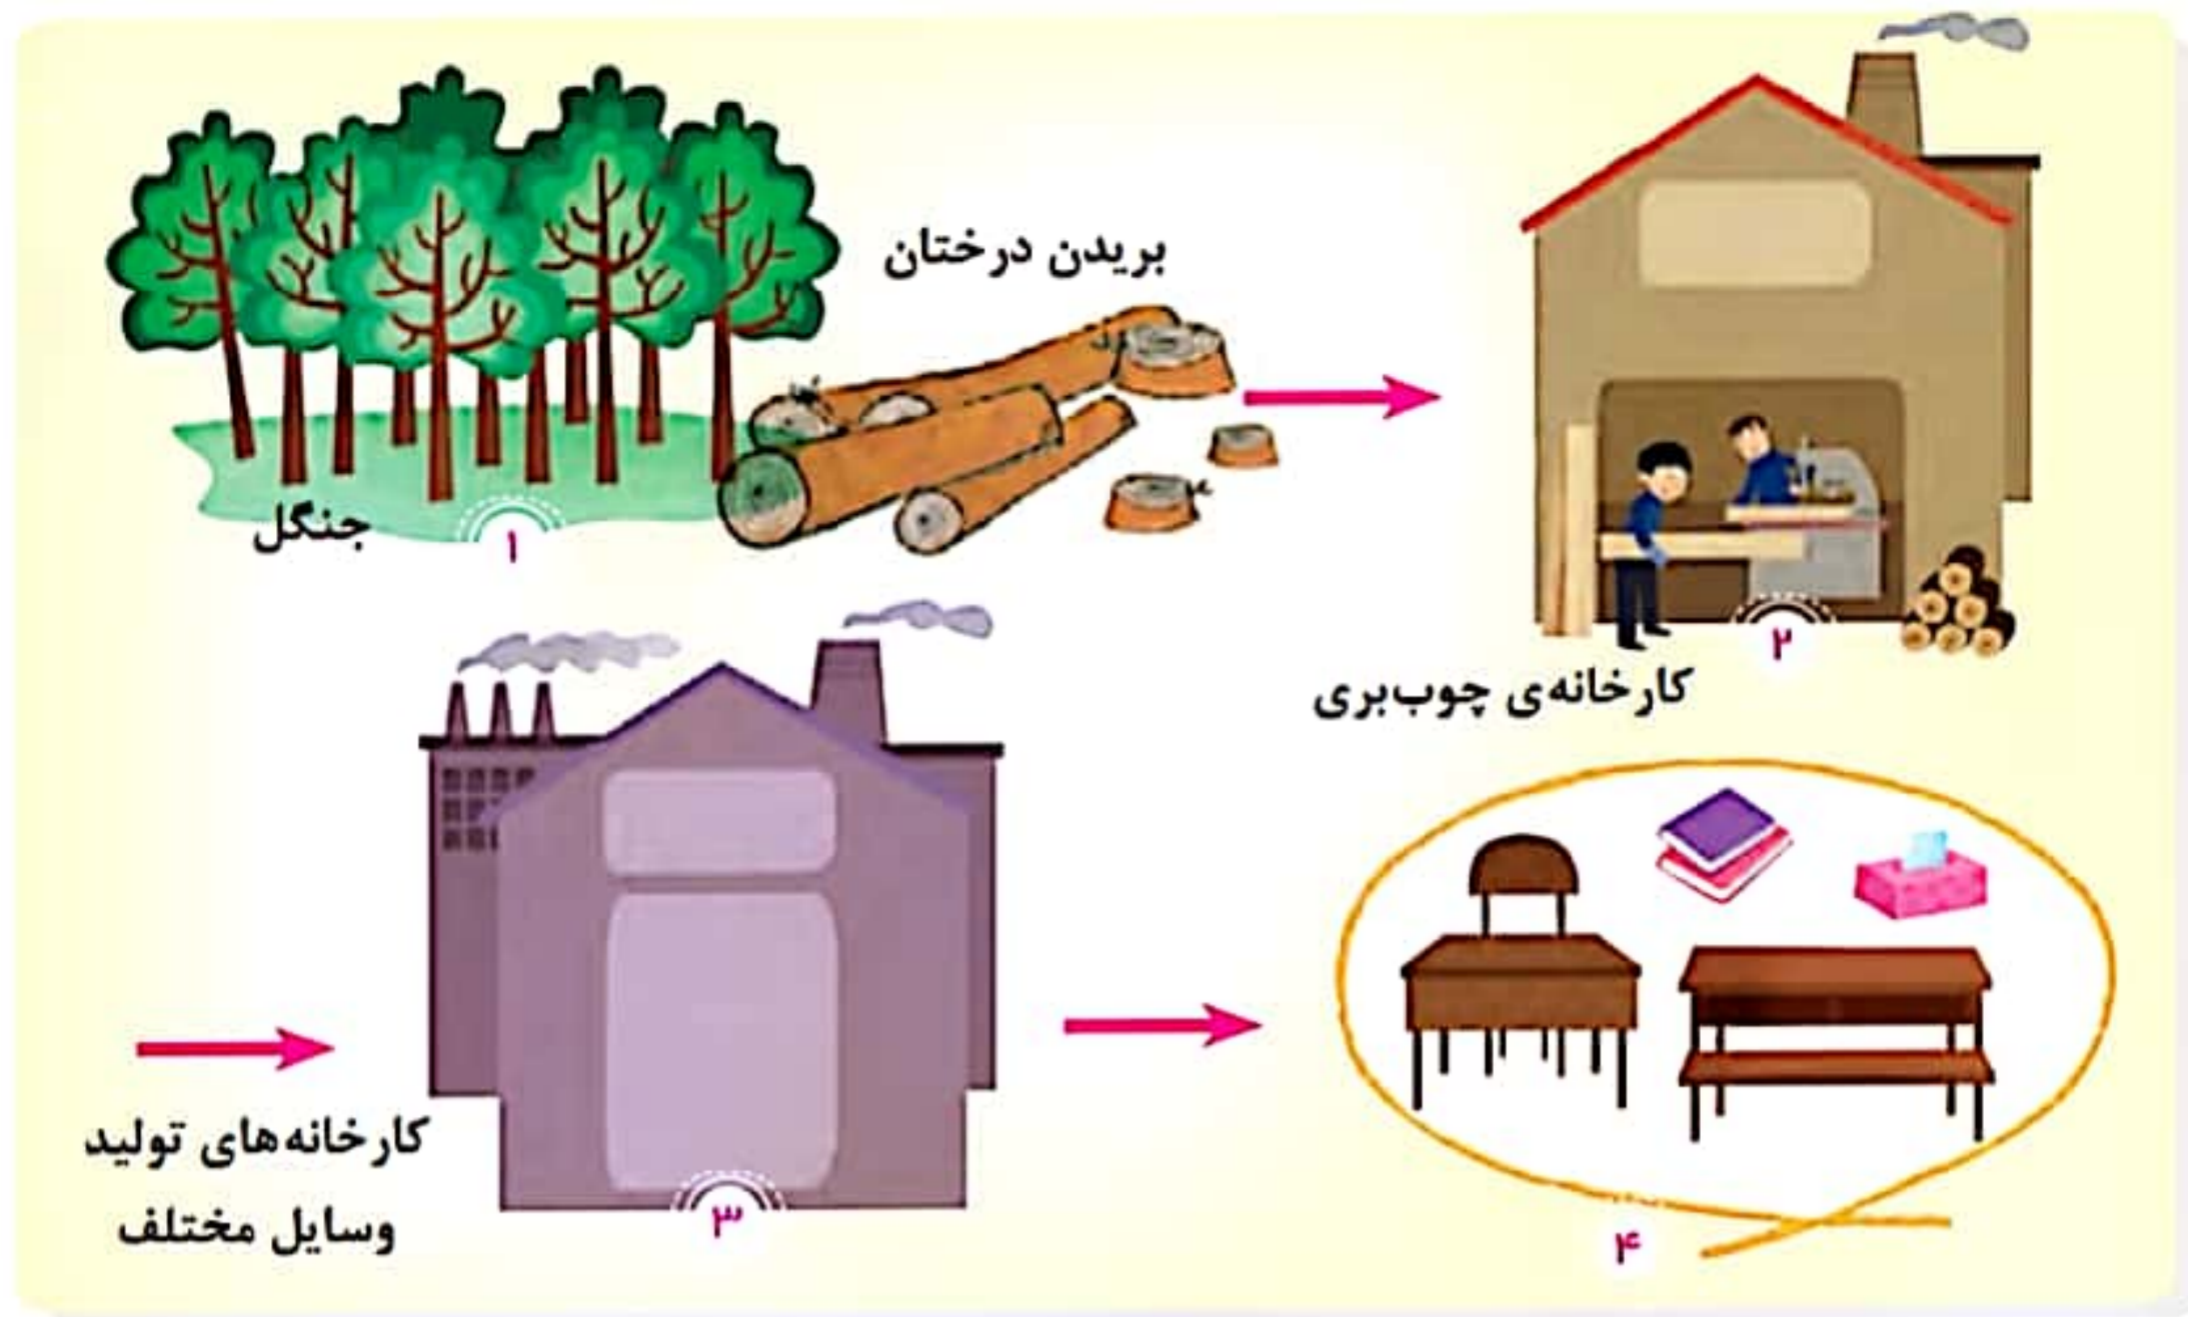 بریدن درختان
جنگل
۱
۲
کارخانه‌ی چوب‌بری
کارخانه‌های تولید
وسایل مختلف
۳
۴